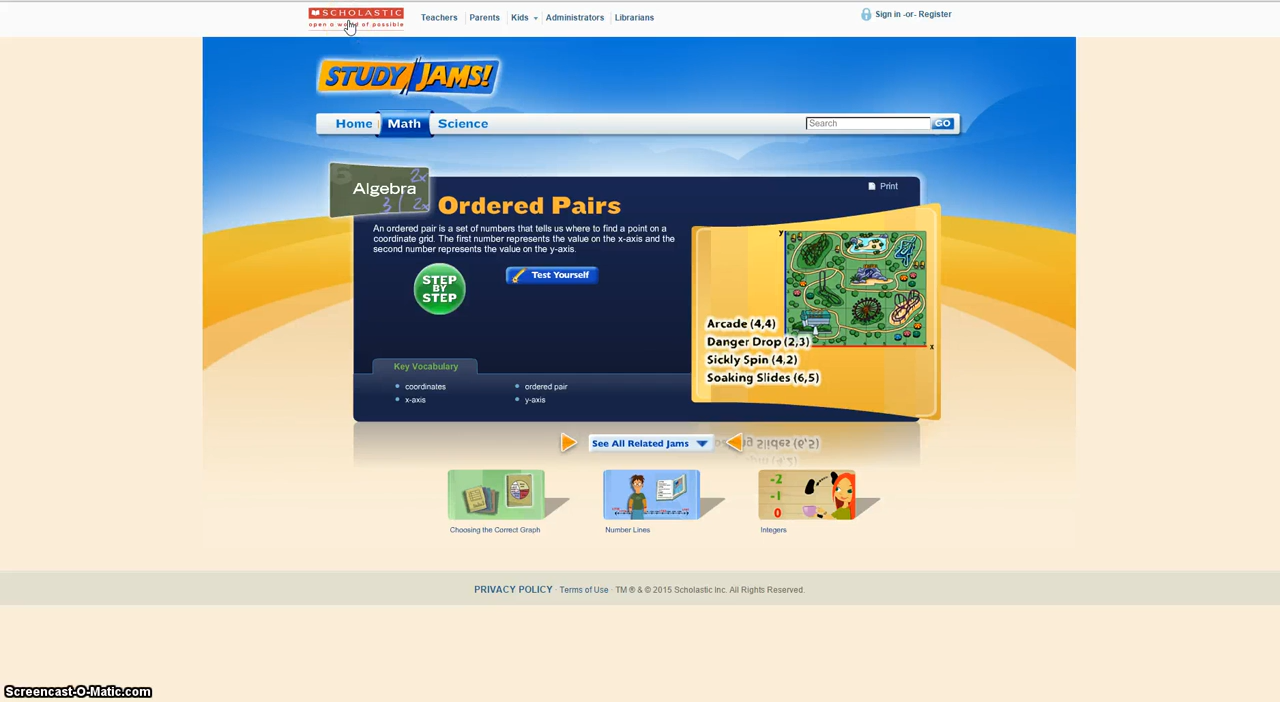 SCHOLASTIC
open a world of possible
Teachers
Parents
Kids
Administrators
Librarians
Sign in -or- Register
STUDY JAMS!
Home
Math
Science
Search
GO
Algebra
Print
Ordered Pairs
An ordered pair is a set of numbers that tells us where to find a point on a
coordinate grid. The first number represents the value on the x-axis and the
second number represents the value on the y-axis.
STEP
BY
STEP
Test Yourself
y
x
Arcade (4,4)
Danger Drop (2,3)
Sickly Spin (4,2)
Soaking Slides (6,5)
Key Vocabulary
coordinates
ordered pair
x-axis
y-axis
See All Related Jams
-2
-1
0
Choosing the Correct Graph
Number Lines
Integers
PRIVACY POLICY · Terms of Use · TM ® & © 2015 Scholastic Inc. All Rights Reserved.
Screencast-O-Matic.com